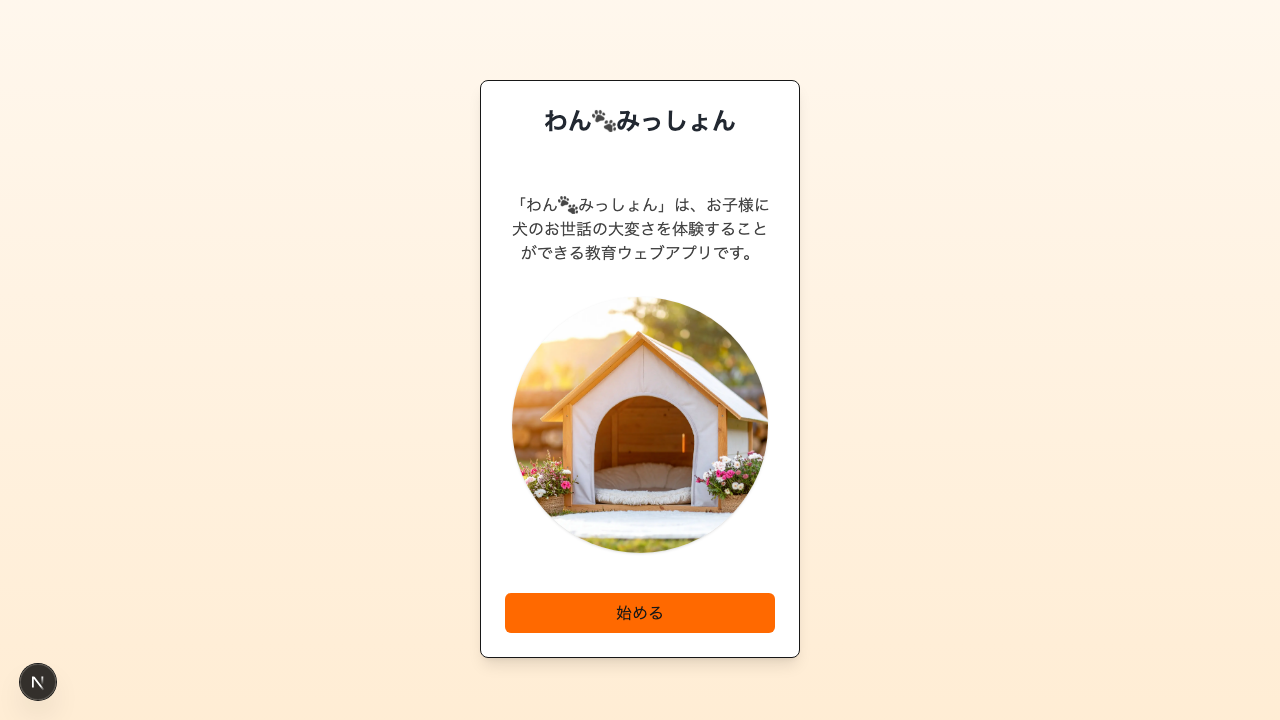 わん🐾みっしょん
「わん🐾みっしょん」は、お子様に
犬のお世話の大変さを体験すること
ができる教育ウェブアプリです。
始める
N